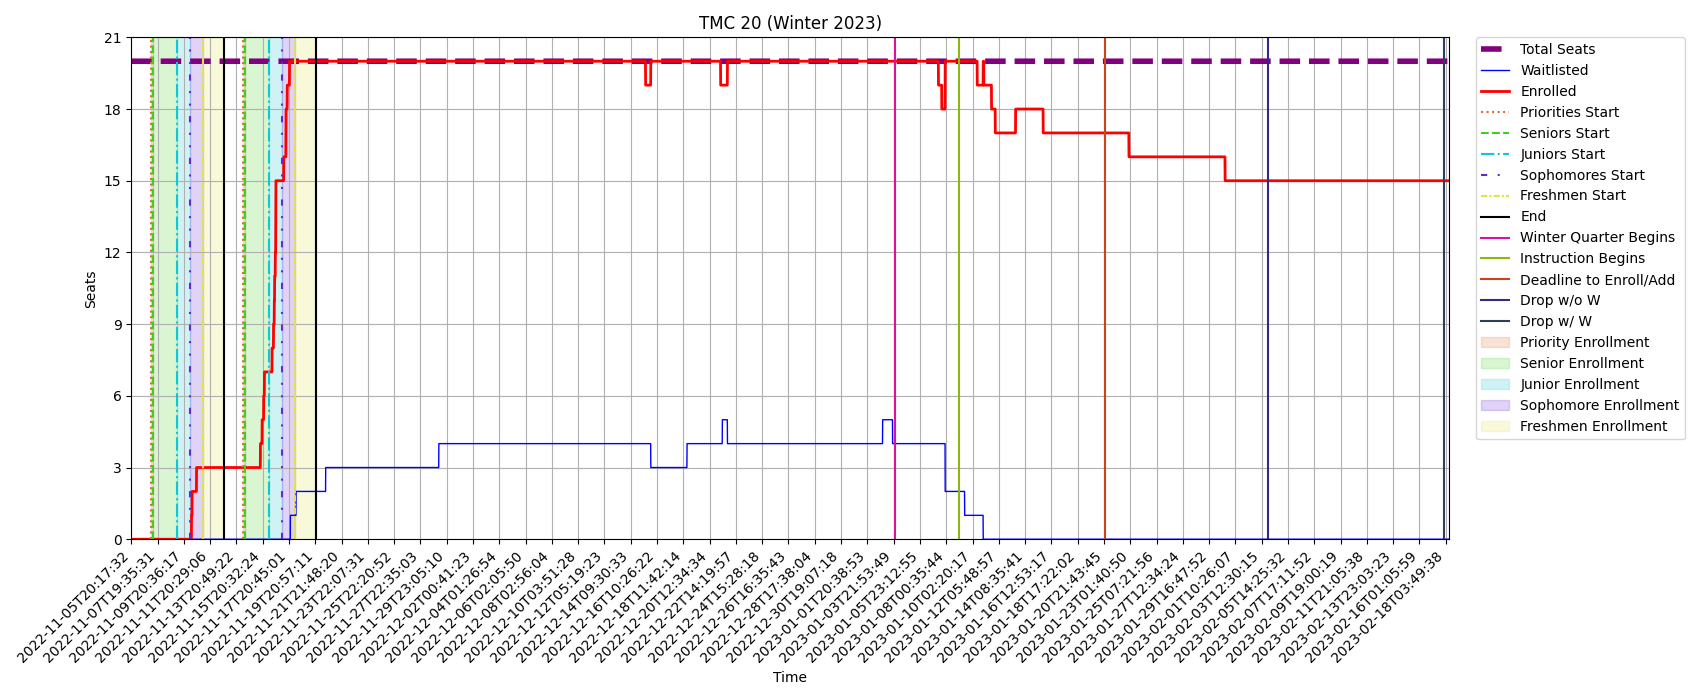 TMC 20 (Winter 2023)
21
18
15
12
9
6
3
0
Seats
2022-11-05T20:17:32
2022-11-07T19:35:31
2022-11-09T20:36:17
2022-11-11T20:29:06
2022-11-13T20:49:22
2022-11-15T20:32:24
2022-11-17T20:45:01
2022-11-19T20:57:11
2022-11-21T21:48:20
2022-11-23T22:07:31
2022-11-25T22:20:52
2022-11-27T22:35:03
2022-11-29T23:05:10
2022-12-02T00:41:23
2022-12-04T01:26:54
2022-12-06T02:05:50
2022-12-08T02:56:04
2022-12-10T03:51:28
2022-12-12T05:19:23
2022-12-14T09:30:33
2022-12-16T10:26:22
2022-12-18T11:42:14
2022-12-20T12:34:34
2022-12-22T14:19:57
2022-12-24T15:28:18
2022-12-26T16:35:43
2022-12-28T17:38:04
2022-12-30T19:07:18
2023-01-01T20:38:53
2023-01-03T21:53:49
2023-01-05T23:12:55
2023-01-08T00:35:44
2023-01-10T02:20:17
2023-01-12T05:48:57
2023-01-14T08:35:41
2023-01-16T12:53:17
2023-01-18T17:22:02
2023-01-20T21:43:45
2023-01-23T01:40:50
2023-01-25T07:21:56
2023-01-27T12:34:24
2023-01-29T16:47:52
2023-02-01T10:26:07
2023-02-03T12:30:15
2023-02-05T14:25:32
2023-02-07T17:11:52
2023-02-09T19:00:19
2023-02-11T21:05:38
2023-02-13T23:03:23
2023-02-16T01:05:59
2023-02-18T03:49:38
Time
Total Seats
Waitlisted
Enrolled
Priorities Start
Seniors Start
Juniors Start
Sophomores Start
Freshmen Start
End
Winter Quarter Begins
Instruction Begins
Deadline to Enroll/Add
Drop w/o W
Drop w/ W
Priority Enrollment
Senior Enrollment
Junior Enrollment
Sophomore Enrollment
Freshmen Enrollment